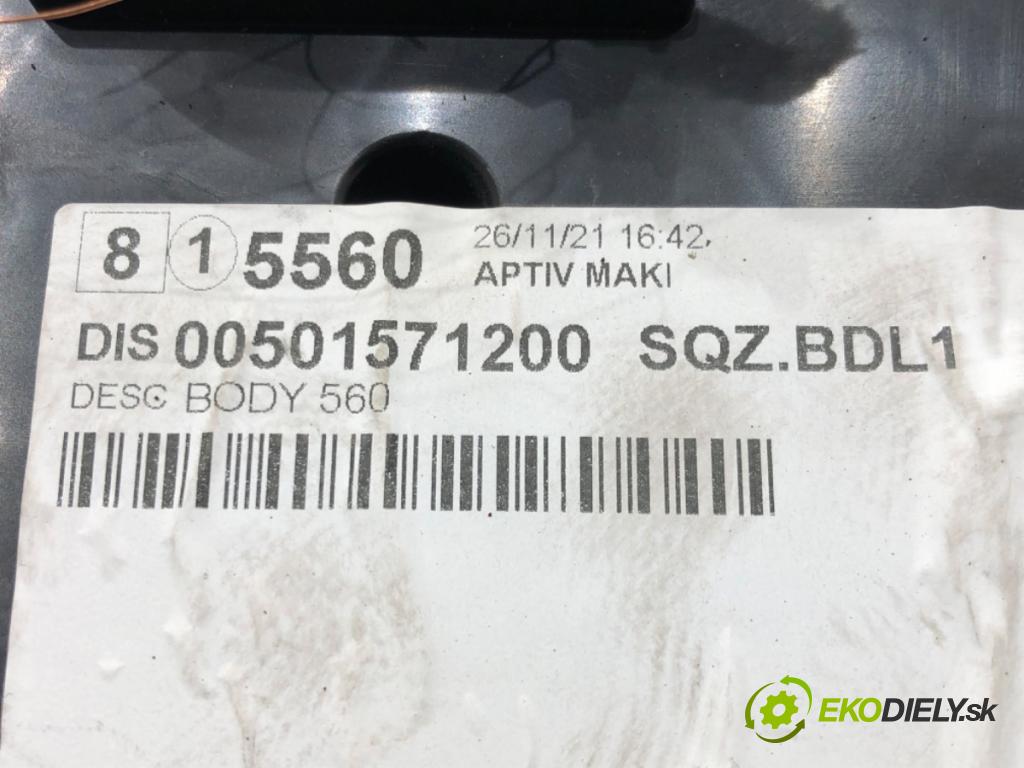 8 1 5560
26/11/21 16:42,
APTIV MAKI
DIS 00501571200 SQZ.BDL1
DESC BODY 560
EKODIELY.sk